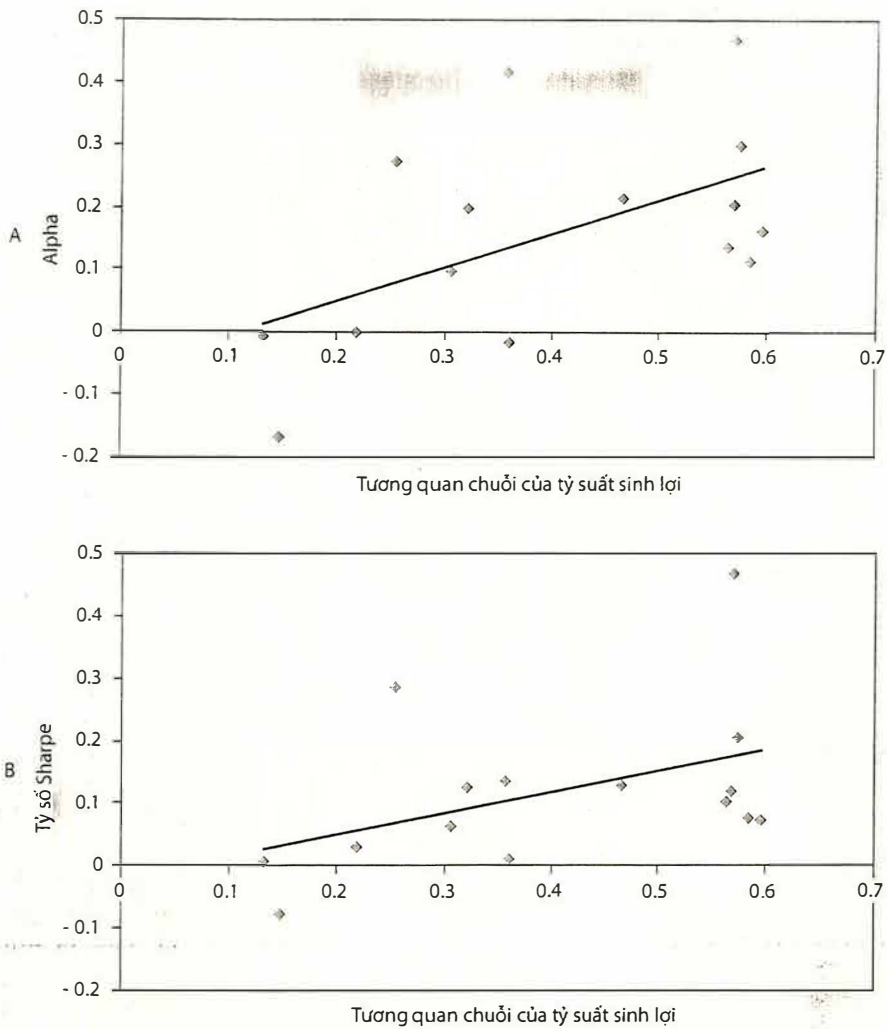 0.5
0.4
0.3
A
Alpha
0.2
0.1
0
0 0.1 0.2 0.3 0.4 0.5 0.6 0.7
- 0.1
- 0.2
Tương quan chuỗi của tỷ suất sinh lợi
0.5
0.4
0.3
B
Tỷ số Sharpe
0.2
0.1
0
0 0.1 0.2 0.3 0.4 0.5 0.6 0.7
- 0.1
- 0.2
Tương quan chuỗi của tỷ suất sinh lợi